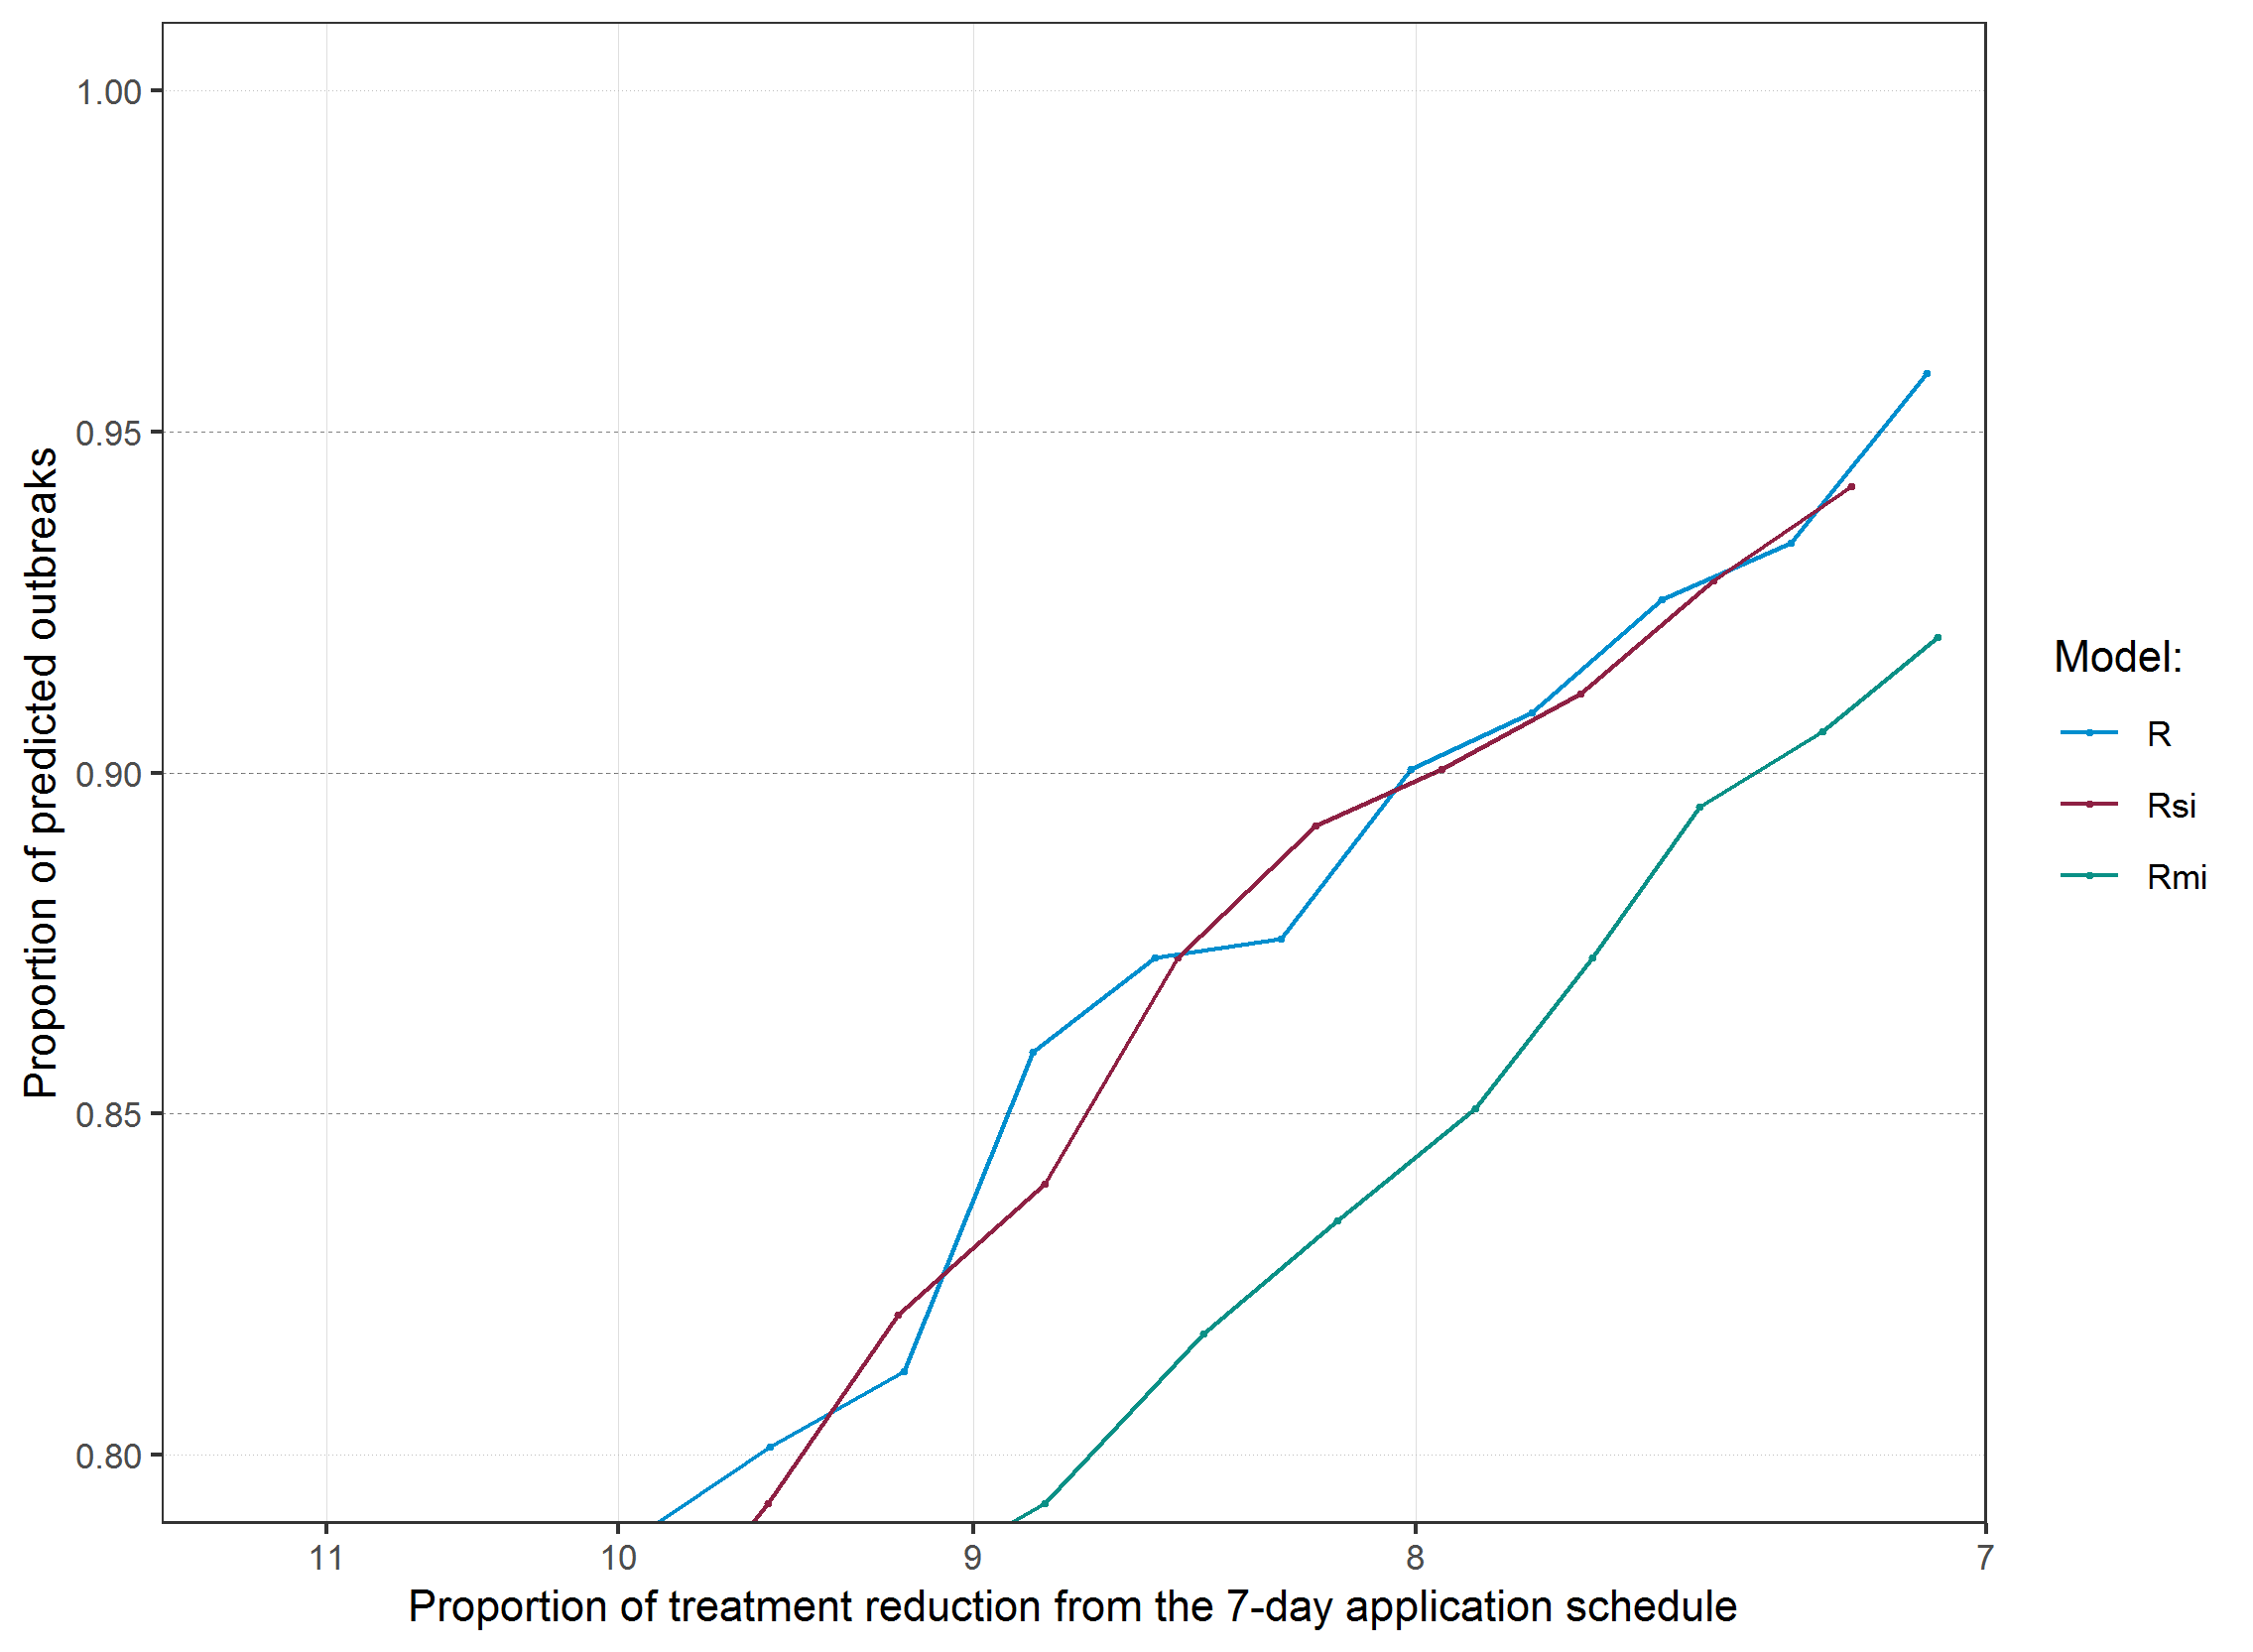 1.00
0.95
0.90
0.85
0.80
Proportion of predicted outbreaks
11 10 9 8 7
Proportion of treatment reduction from the 7-day application schedule
Model:
R
Rsi
Rmi